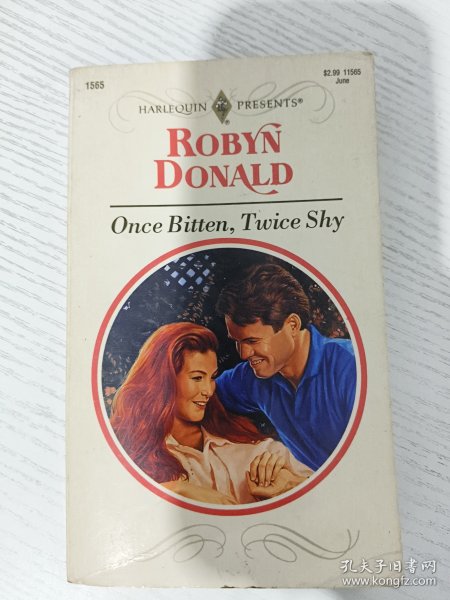 1565
$2.99 11565
June
HARLEQUIN PRESENTS®
ROBYN
DONALD
Once Bitten, Twice Shy
孔夫子旧书网
www.kongfz.com